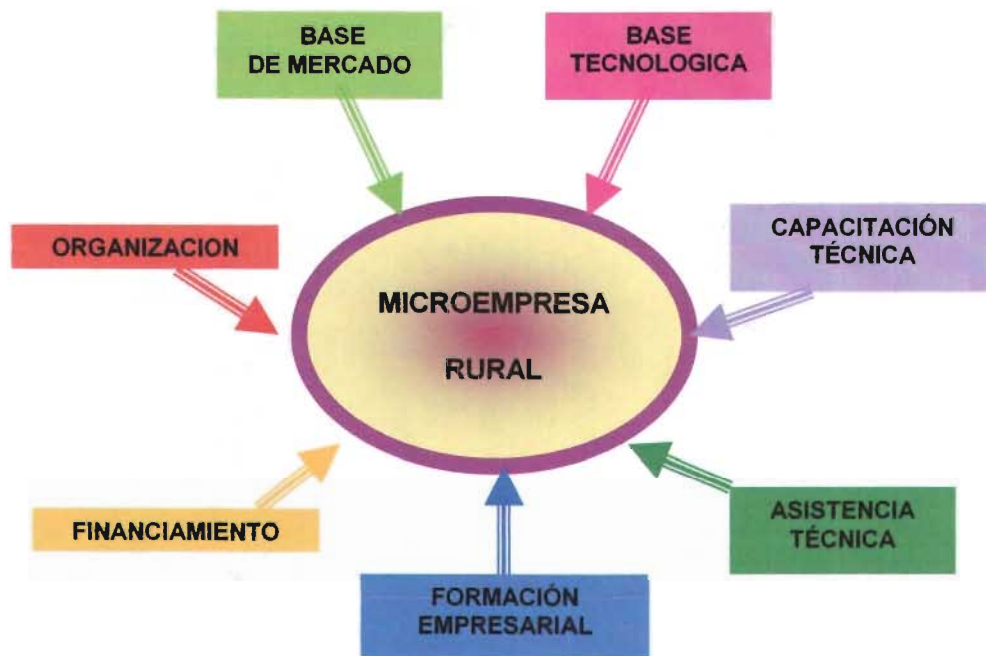 BASE
DE MERCADO
BASE
TECNOLOGICA
ORGANIZACION
CAPACITACIÓN
TÉCNICA
MICROEMPRESA
RURAL
FINANCIAMIENTO
ASISTENCIA
TÉCNICA
FORMACIÓN
EMPRESARIAL